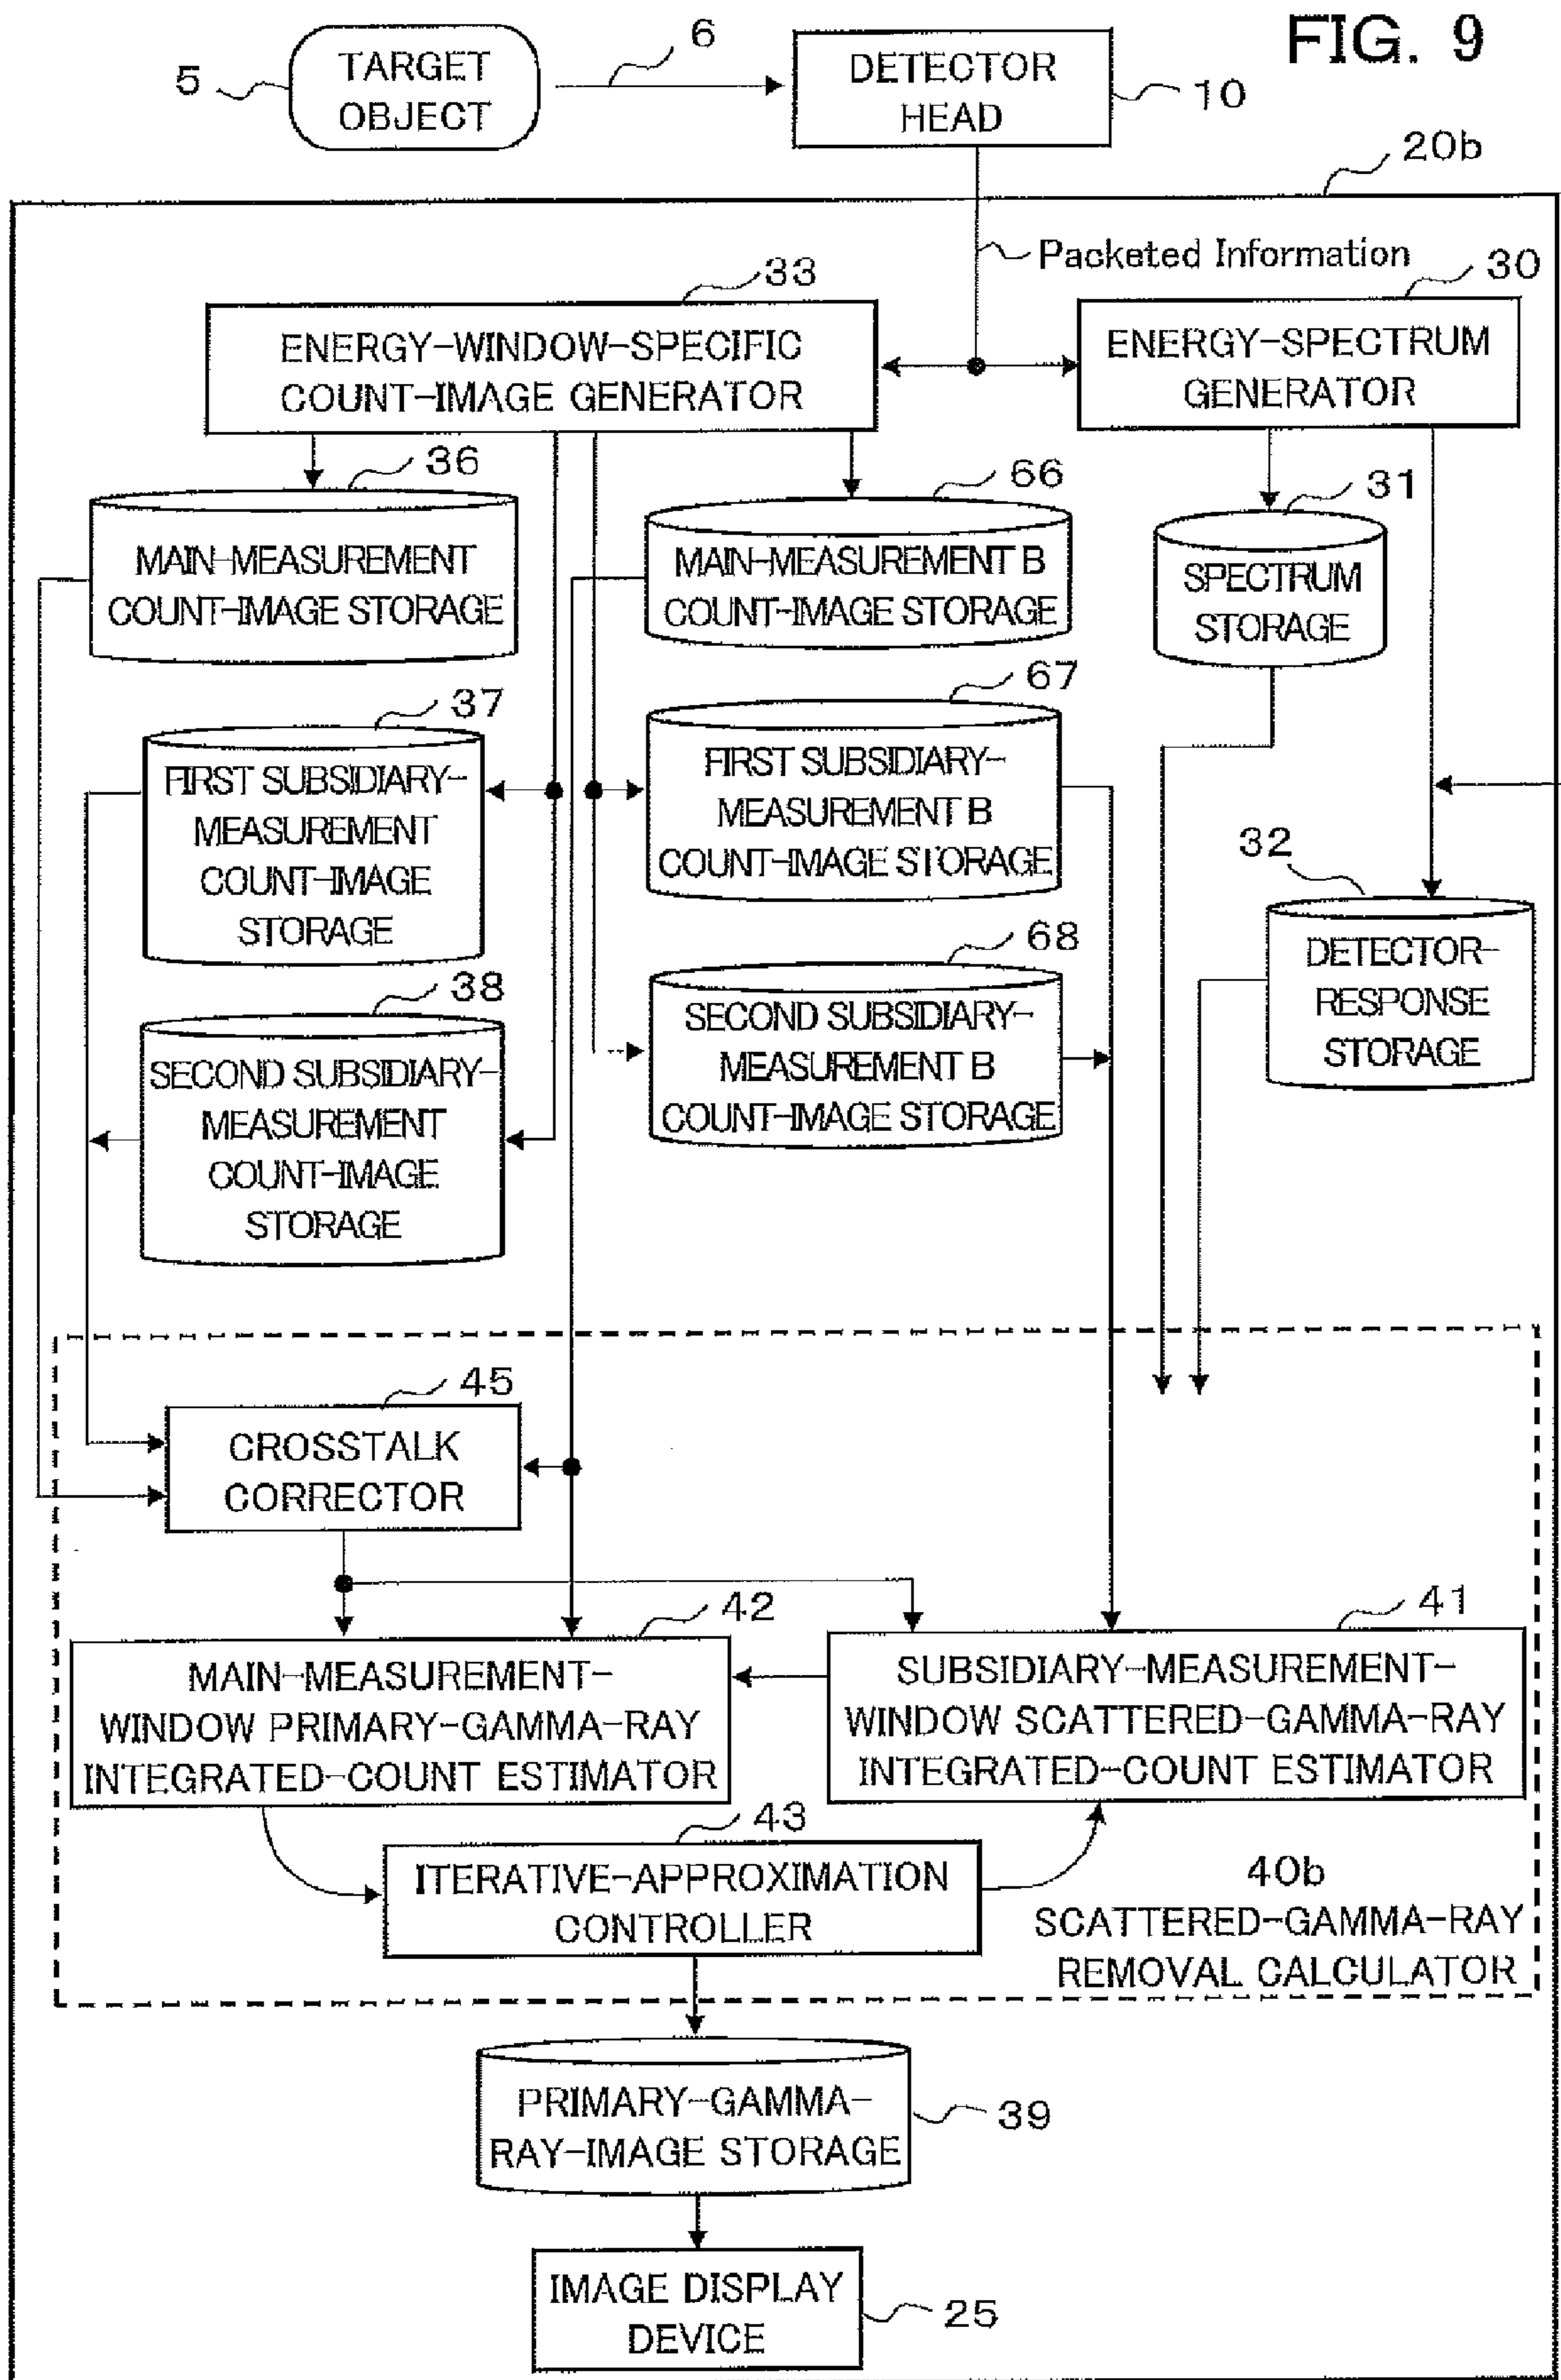 FIG. 9
5
TARGET
OBJECT
6
DETECTOR
HEAD
10
20b
Packeted Information
33
ENERGY-WINDOW-SPECIFIC
COUNT-IMAGE GENERATOR
30
ENERGY-SPECTRUM
GENERATOR
36
MAIN-MEASUREMENT
COUNT-IMAGE STORAGE
66
MAIN-MEASUREMENT B
COUNT-IMAGE STORAGE
31
SPECTRUM
STORAGE
37
FIRST SUBSIDIARY-
MEASUREMENT
COUNT-IMAGE
STORAGE
67
FIRST SUBSIDIARY-
MEASUREMENT B
COUNT-IMAGE STORAGE
32
DETECTOR-
RESPONSE
STORAGE
38
SECOND SUBSIDIARY-
MEASUREMENT
COUNT-IMAGE
STORAGE
68
SECOND SUBSIDIARY-
MEASUREMENT B
COUNT-IMAGE STORAGE
45
CROSSTALK
CORRECTOR
42
MAIN-MEASUREMENT-
WINDOW PRIMARY-GAMMA-RAY
INTEGRATED-COUNT ESTIMATOR
41
SUBSIDIARY-MEASUREMENT-
WINDOW SCATTERED-GAMMA-RAY
INTEGRATED-COUNT ESTIMATOR
43
ITERATIVE-APPROXIMATION
CONTROLLER
40b
SCATTERED-GAMMA-RAY
REMOVAL CALCULATOR
PRIMARY-GAMMA-
RAY-IMAGE STORAGE
39
IMAGE DISPLAY
DEVICE
25